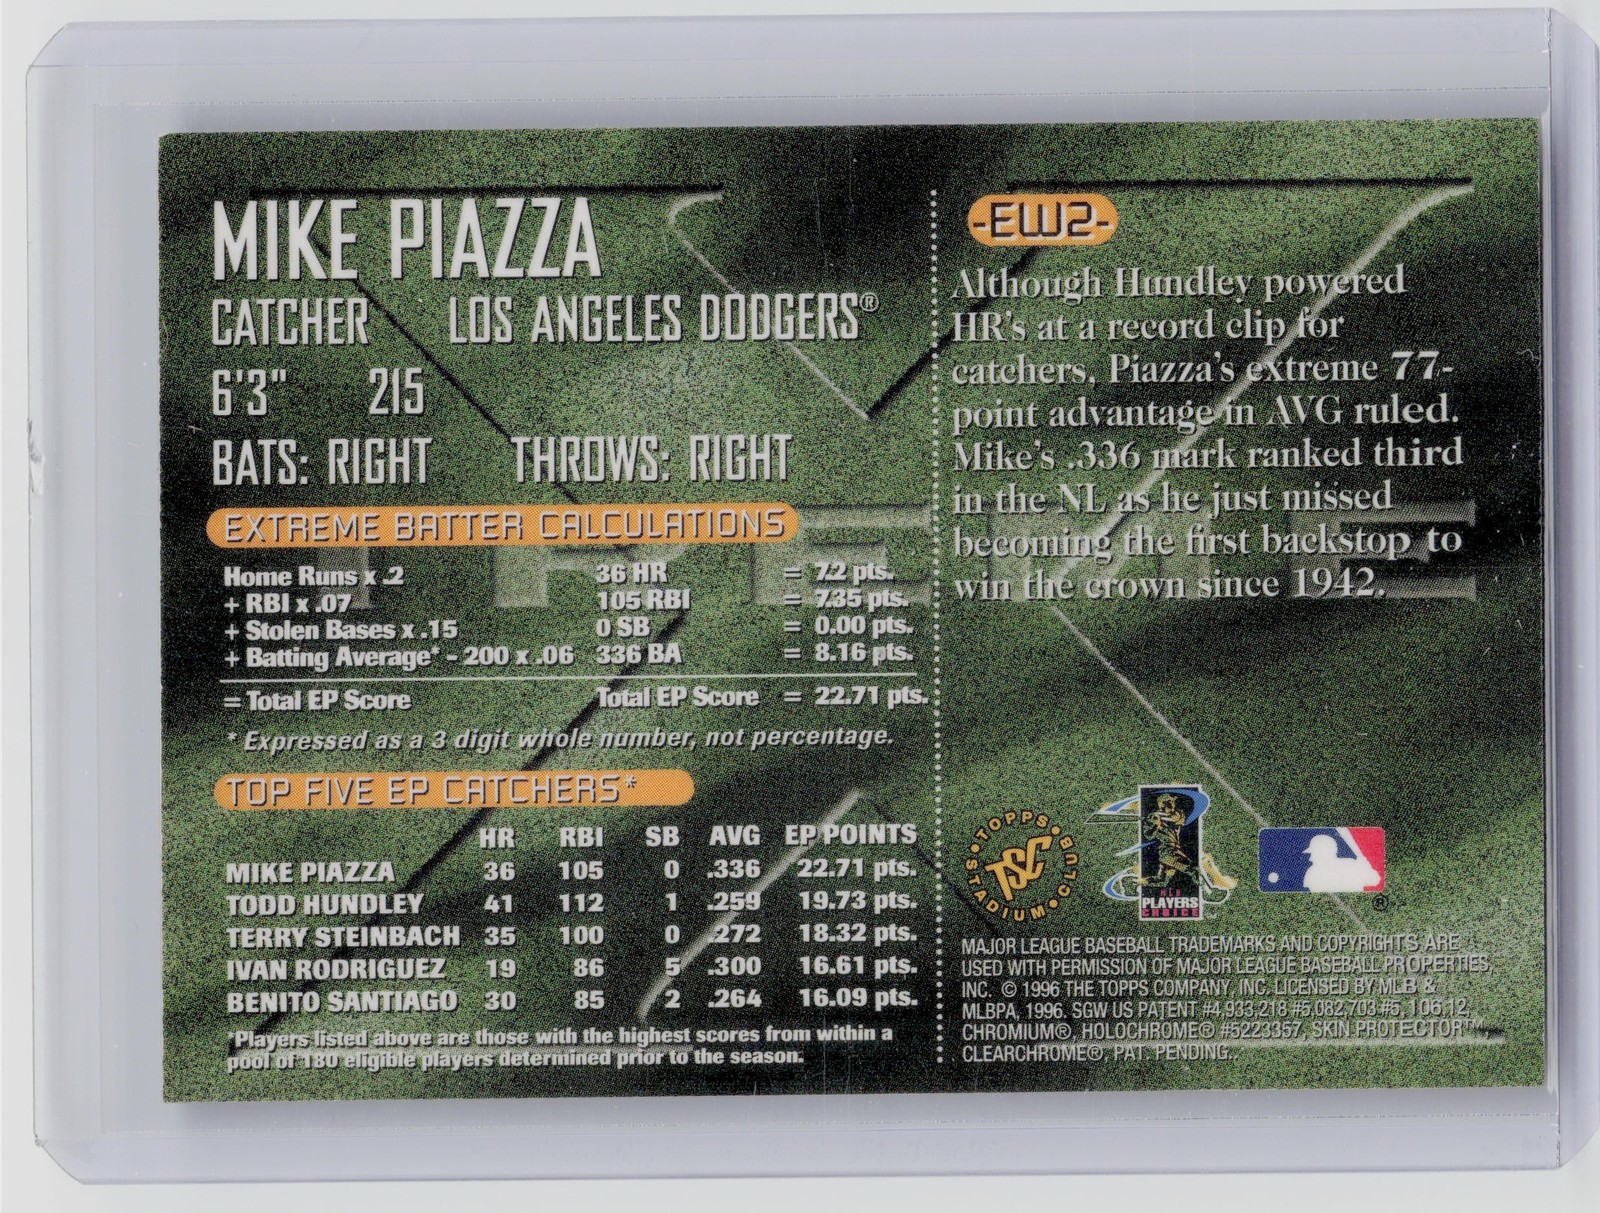 MIKE PIAZZA
CATCHER LOS ANGELES DODGERS®
6'3" 215
BATS: RIGHT THROWS: RIGHT
EXTREME BATTER CALCULATIONS
Home Runs x .2 36 HR = 7.2 pts.
+ RBI x .07 105 RBI = 7.35 pts.
+ Stolen Bases x .15 0 SB = 0.00 pts.
+ Batting Average* - 200 x .06 336 BA = 8.16 pts.
= Total EP Score Total EP Score = 22.71 pts.
* Expressed as a 3 digit whole number, not percentage.
TOP FIVE EP CATCHERS*
HR RBI SB AVG EP POINTS
MIKE PIAZZA 36 105 0 .336 22.71 pts.
TODD HUNDLEY 41 112 1 .259 19.73 pts.
TERRY STEINBACH 35 100 0 .272 18.32 pts.
IVAN RODRIGUEZ 19 86 5 .300 16.61 pts.
BENITO SANTIAGO 30 85 2 .264 16.09 pts.
*Players listed above are those with the highest scores from within a
pool of 180 eligible players determined prior to the season.
-EW2-
Although Hundley powered
HR's at a record clip for
catchers, Piazza's extreme 77-
point advantage in AVG ruled.
Mike's .336 mark ranked third
in the NL as he just missed
becoming the first backstop to
win the crown since 1942.
TOPPS STADIUM CLUB
TSC
MLB
PLAYERS
CHOICE
MAJOR LEAGUE BASEBALL TRADEMARKS AND COPYRIGHTS ARE
USED WITH PERMISSION OF MAJOR LEAGUE BASEBALL PROPERTIES,
INC. © 1996 THE TOPPS COMPANY, INC. LICENSED BY MLB &
MLBPA, 1996. SGW US PATENT #4,933,218 #5,082,703 #5,106,12,
CHROMIUM®, HOLOCHROME® #5223357, SKIN PROTECTOR™,
CLEARCHROME®, PAT. PENDING..